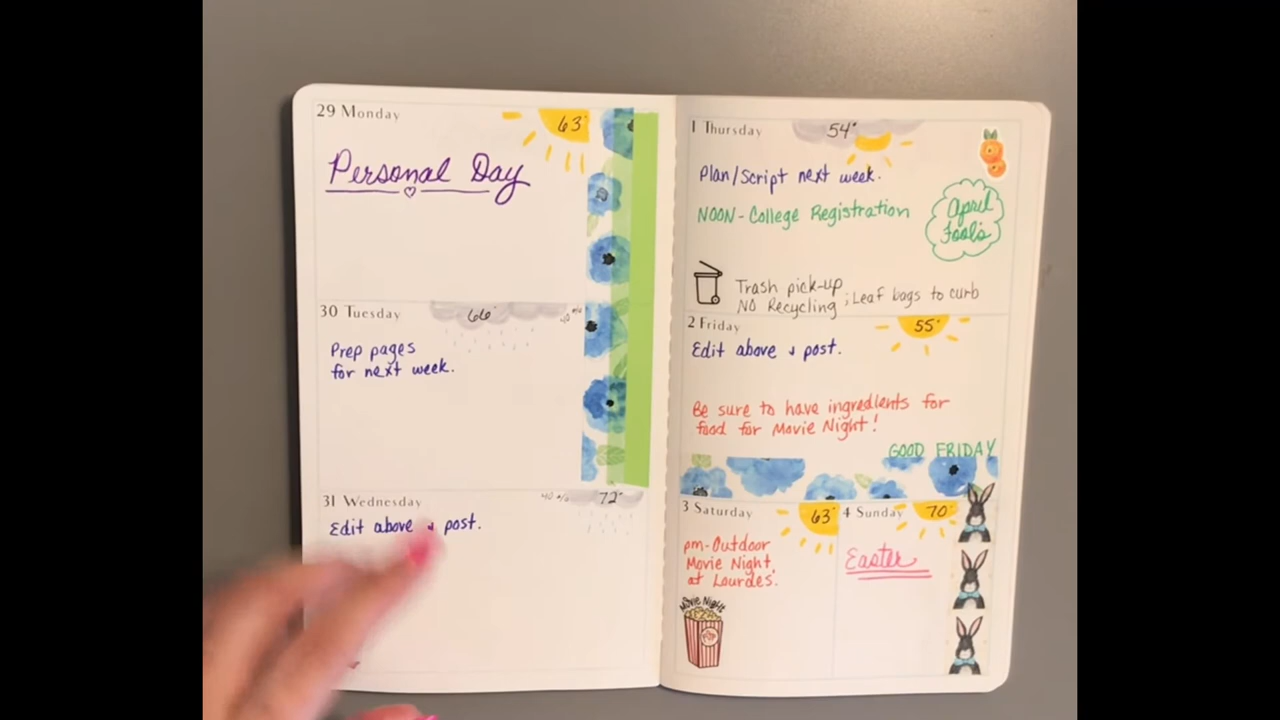 29 Monday
63°
Personal Day
30 Tuesday
66°
Prep pages
for next week.
31 Wednesday
40%
72°
Edit above & post.
1 Thursday
54°
Plan/Script next week.
NOON - College Registration
April
Fool's
Trash pick-up
NO Recycling ; Leaf bags to curb
2 Friday
55°
Edit above & post.
Be sure to have ingredients for
food for Movie Night!
GOOD FRIDAY
3 Saturday
63°
pm-Outdoor
Movie Night
at Lourdes'.
Movie Night
4 Sunday
70°
Easter